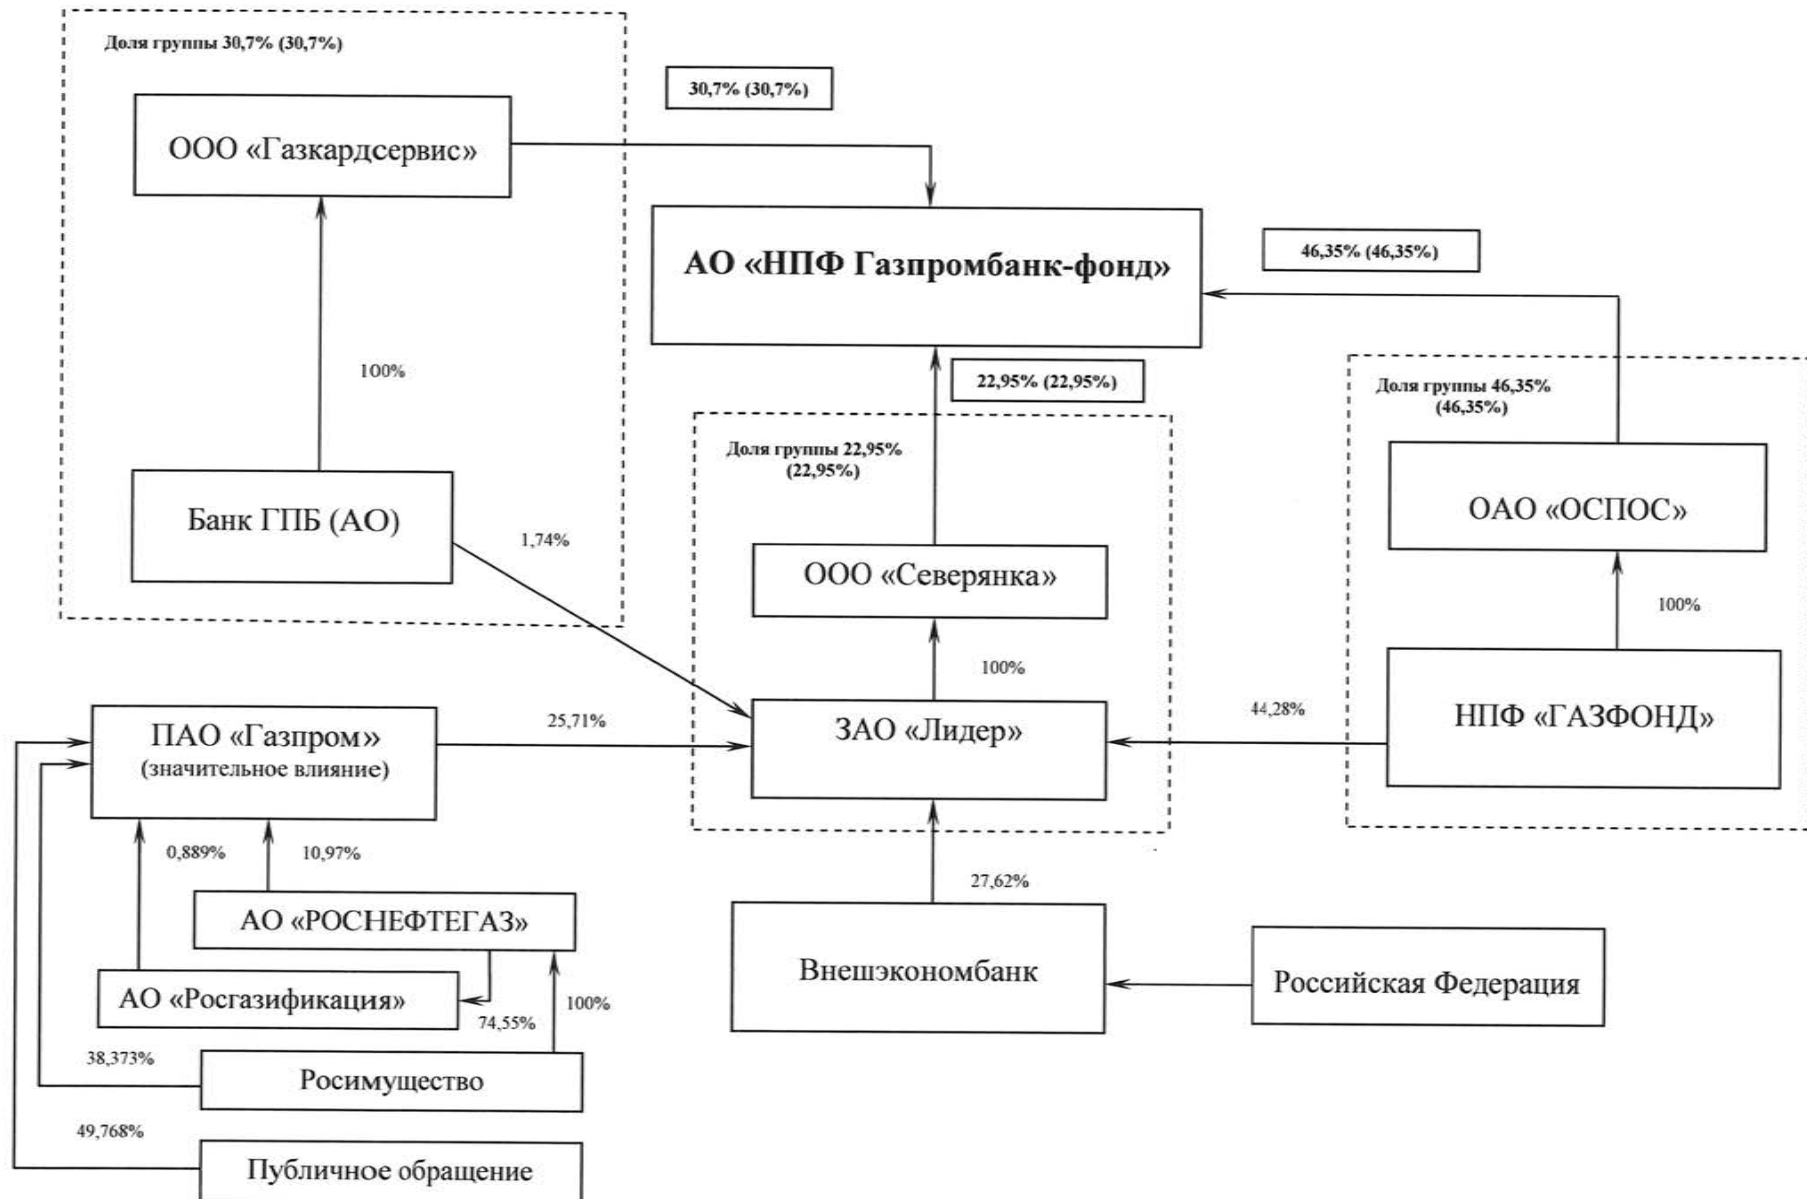 Доля группы 30,7% (30,7%)
30,7% (30,7%)
ООО «Газкардсервис»
АО «НПФ Газпромбанк-фонд»
46,35% (46,35%)
100%
22,95% (22,95%)
Доля группы 46,35%
(46,35%)
Доля группы 22,95%
(22,95%)
Банк ГПБ (АО)
1,74%
ОАО «ОСПОС»
ООО «Северянка»
100%
100%
ПАО «Газпром»
(значительное влияние)
25,71%
ЗАО «Лидер»
44,28%
НПФ «ГАЗФОНД»
0,889%
10,97%
27,62%
АО «РОСНЕФТЕГАЗ»
Внешэкономбанк
Российская Федерация
АО «Росгазификация»
74,55%
100%
38,373%
Росимущество
49,768%
Публичное обращение